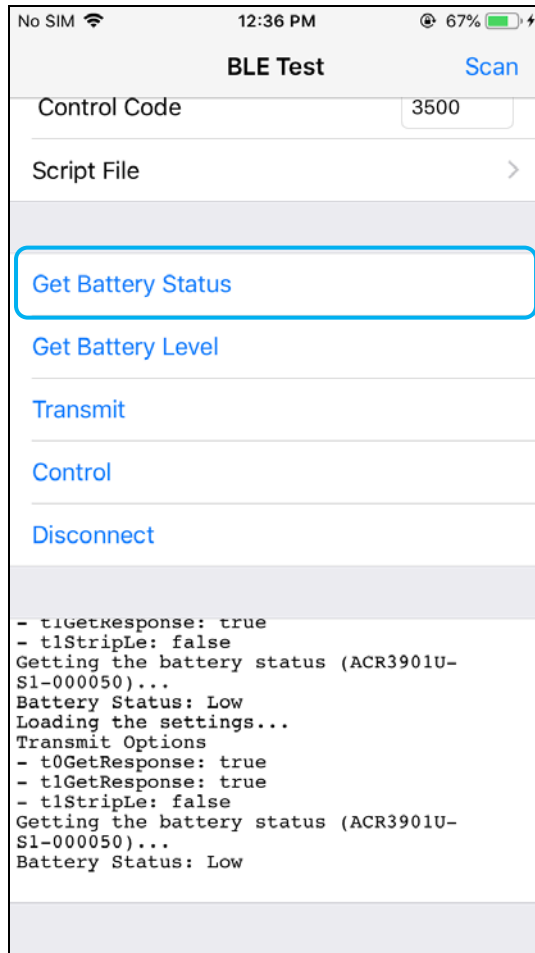 No SIM 12:36 PM 67%
BLE Test Scan
Control Code 3500
Script File
Get Battery Status
Get Battery Level
Transmit
Control
Disconnect
- t1GetResponse: true
- t1StripLe: false
Getting the battery status (ACR3901U-
S1-000050)...
Battery Status: Low
Loading the settings...
Transmit Options
- t0GetResponse: true
- t1GetResponse: true
- t1StripLe: false
Getting the battery status (ACR3901U-
S1-000050)...
Battery Status: Low